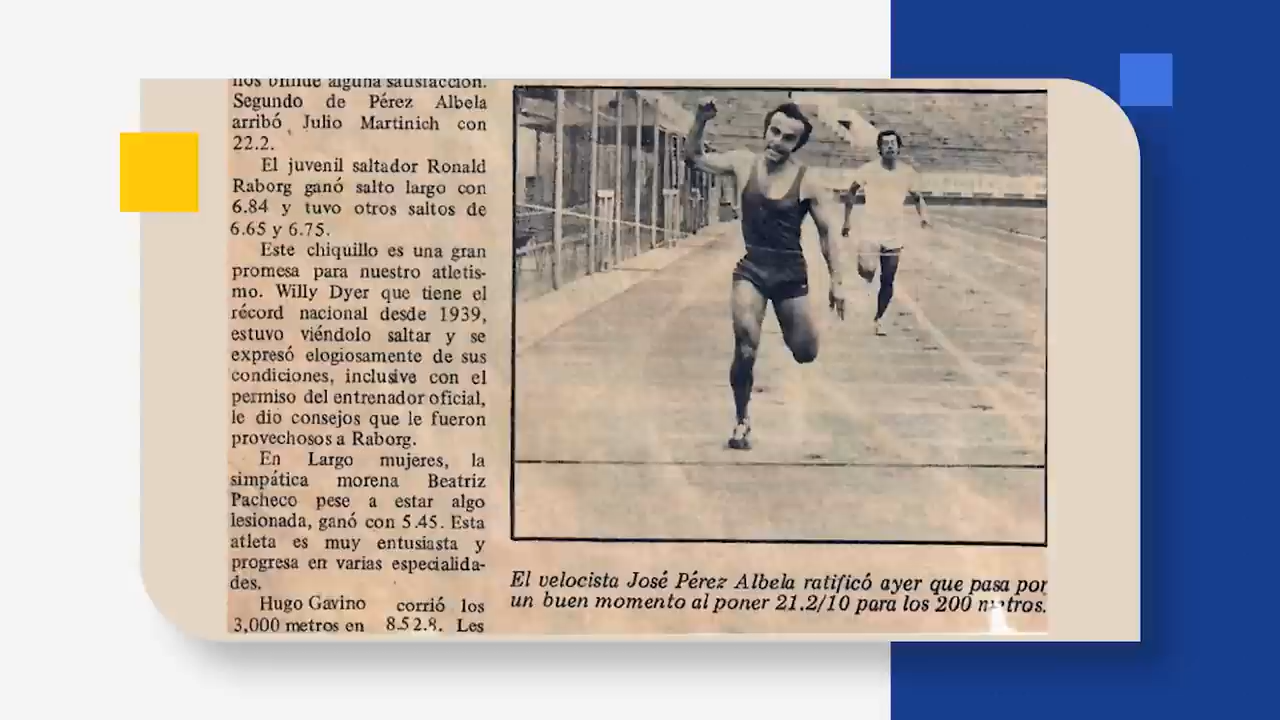 nos brinde alguna satisfacción.
Segundo de Pérez Albela
arribó Julio Martinich con
22.2.
El juvenil saltador Ronald
Raborg ganó salto largo con
6.84 y tuvo otros saltos de
6.65 y 6.75.
Este chiquillo es una gran
promesa para nuestro atletis-
mo. Willy Dyer que tiene el
récord nacional desde 1939,
estuvo viéndolo saltar y se
expresó elogiosamente de sus
condiciones, inclusive con el
permiso del entrenador oficial,
le dio consejos que le fueron
provechosos a Raborg.
En Largo mujeres, la
simpática morena Beatriz
Pacheco pese a estar algo
lesionada, ganó con 5.45. Esta
atleta es muy entusiasta y
progresa en varias especialida-
des.
Hugo Gavino corrió los
3,000 metros en 8.52.8. Les
El velocista José Pérez Albela ratificó ayer que pasa por
un buen momento al poner 21.2/10 para los 200 metros.